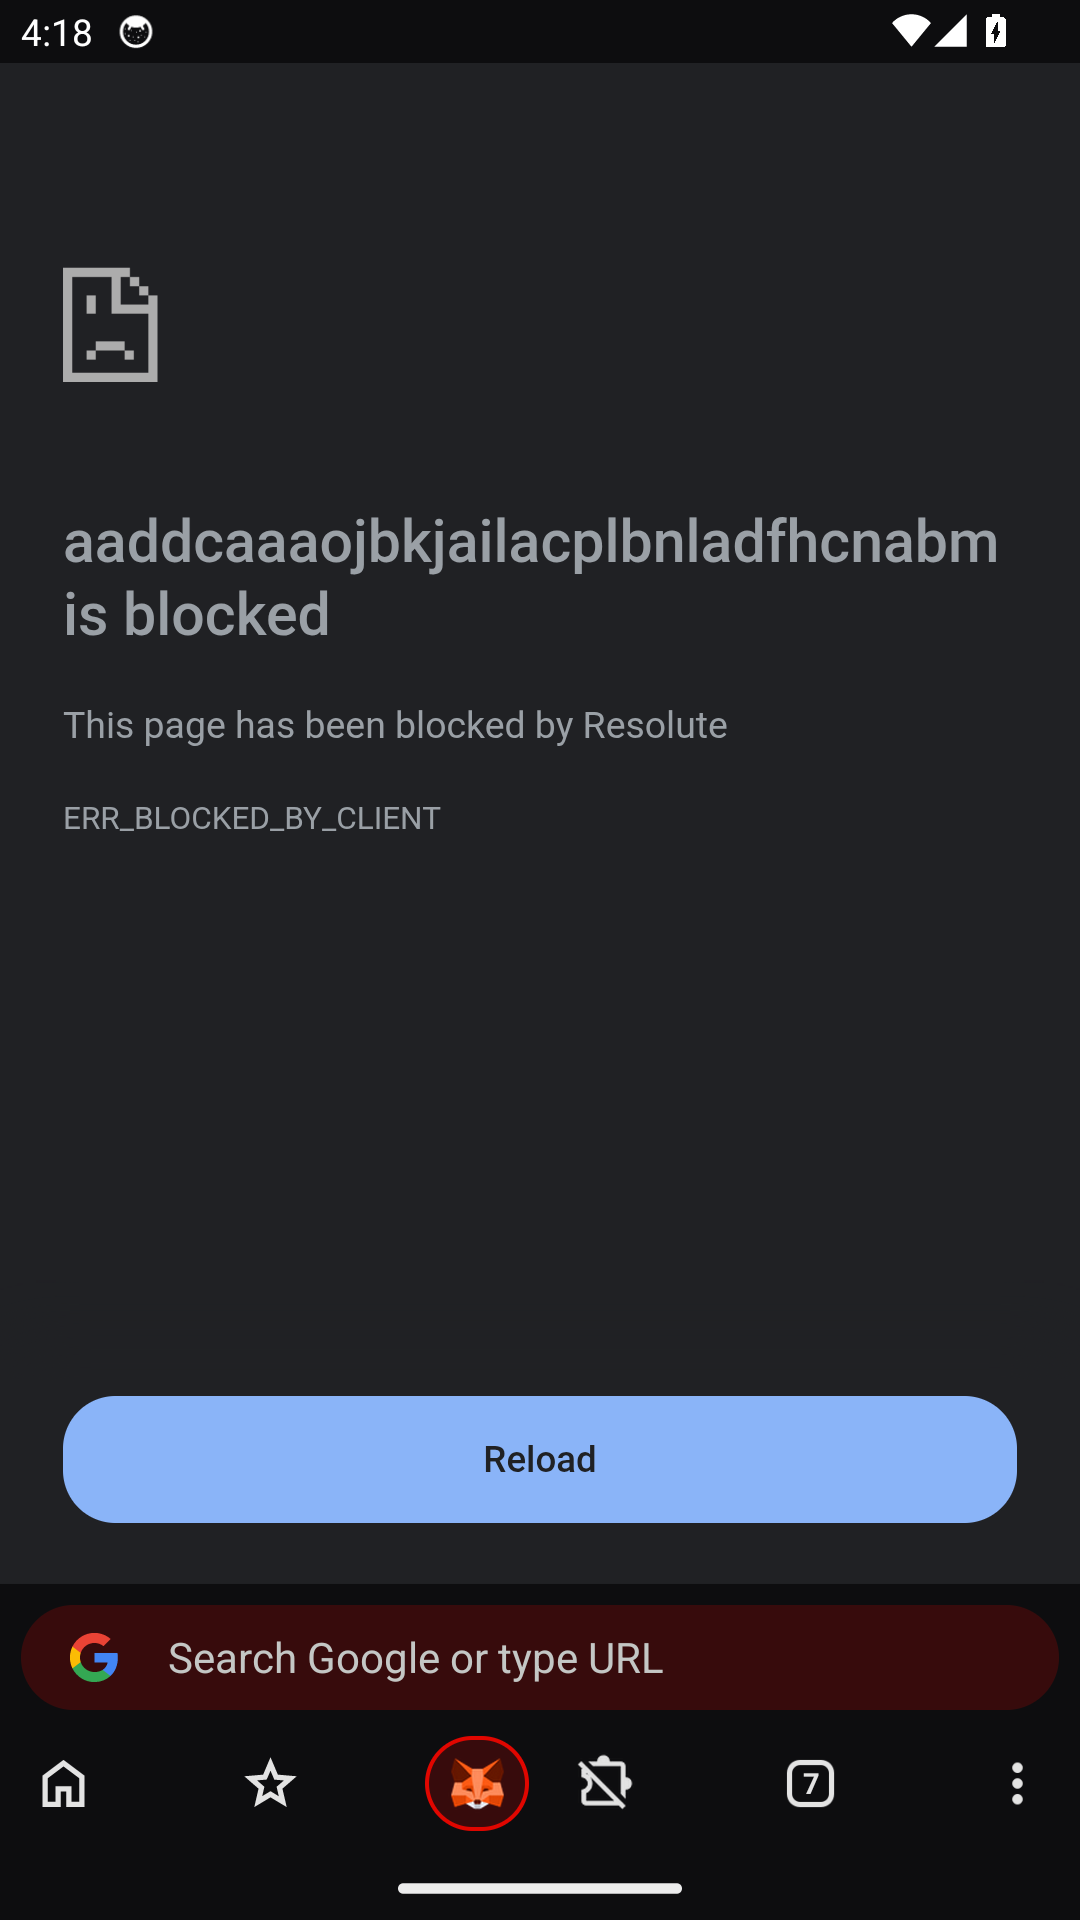 4:18
aaddcaaaojbkjailacplbnladfhcnabm
is blocked
This page has been blocked by Resolute
ERR_BLOCKED_BY_CLIENT
Reload
Search Google or type URL
7